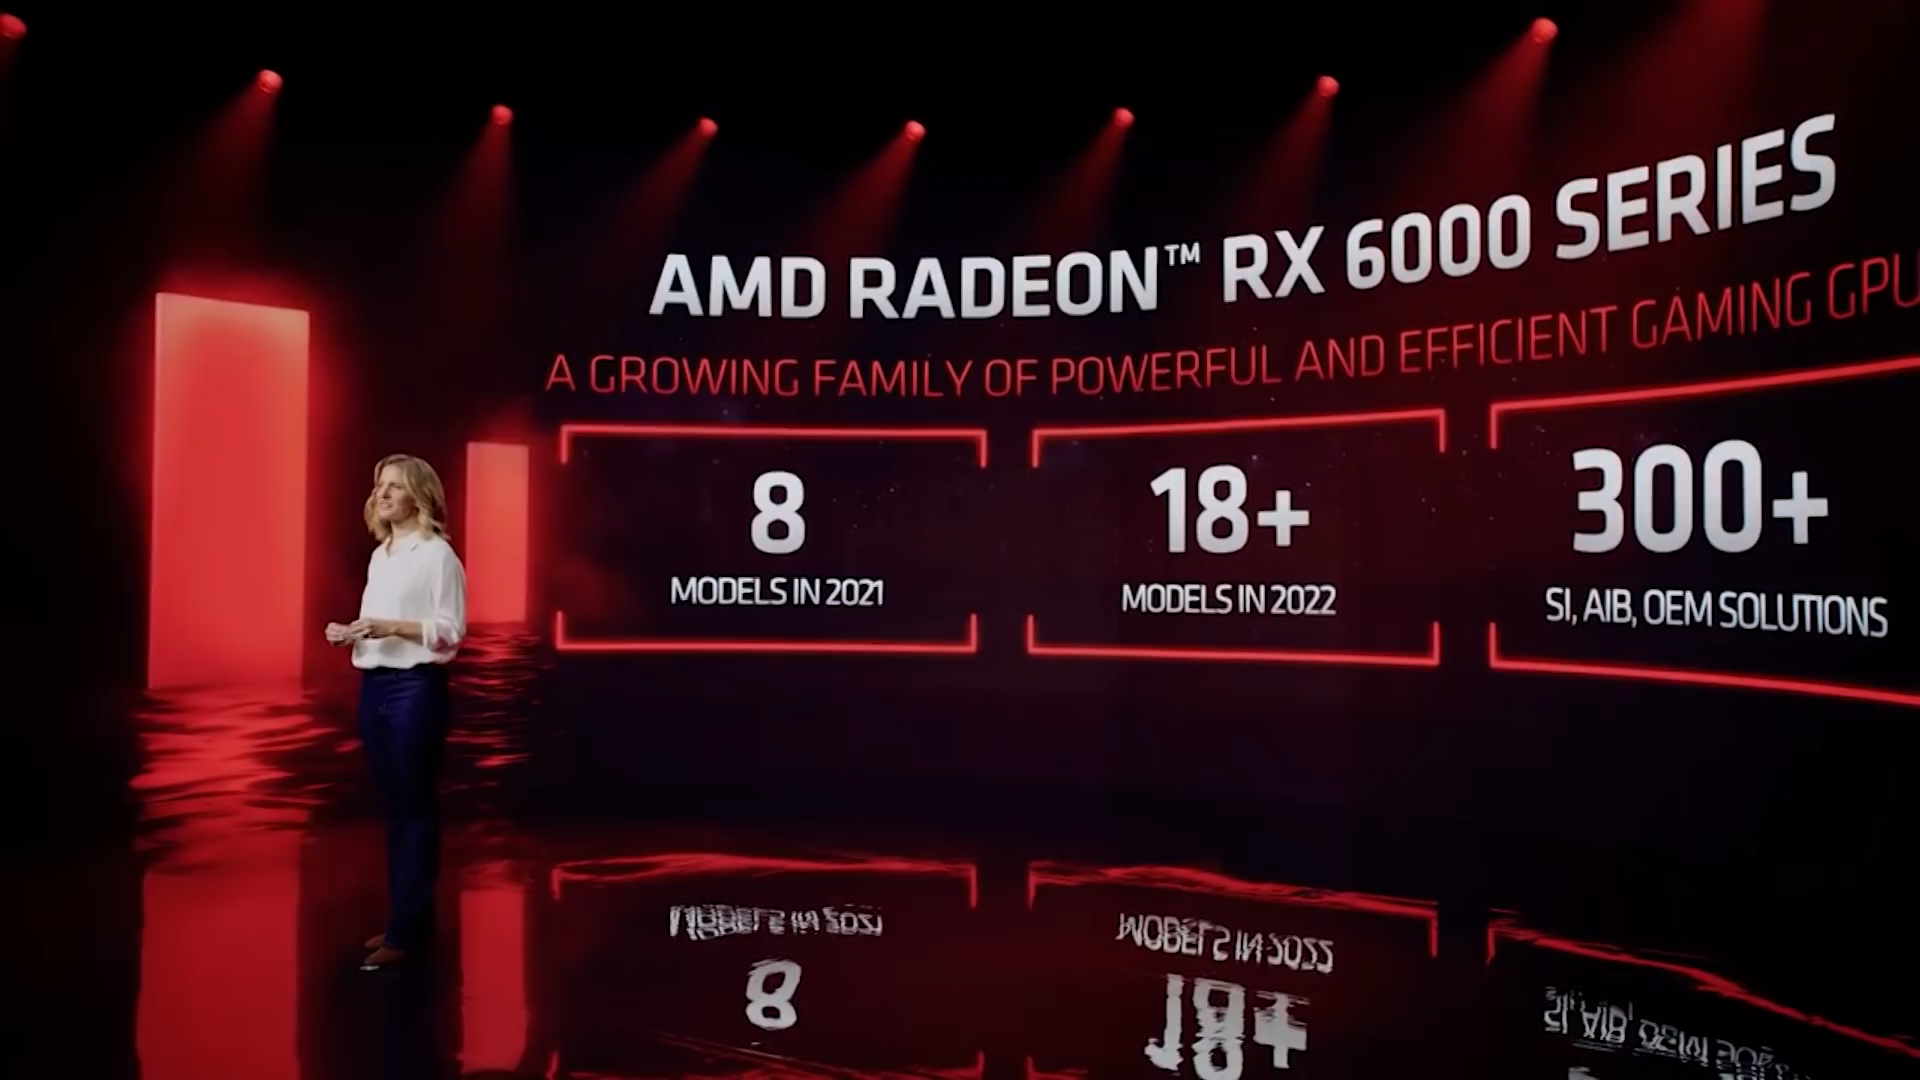 AMD RADEON™ RX 6000 SERIES
A GROWING FAMILY OF POWERFUL AND EFFICIENT GAMING GPU
8
MODELS IN 2021
18+
MODELS IN 2022
300+
SI, AIB, OEM SOLUTIONS